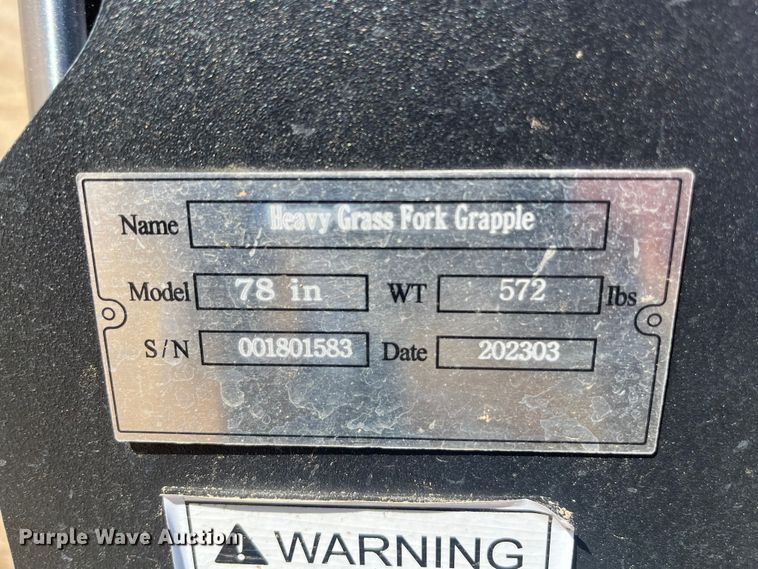 Name Heavy Grass Fork Grapple
Model 78 in WT 572 lbs
S/N 001801583 Date 202303
Purple Wave Auction
WARNING